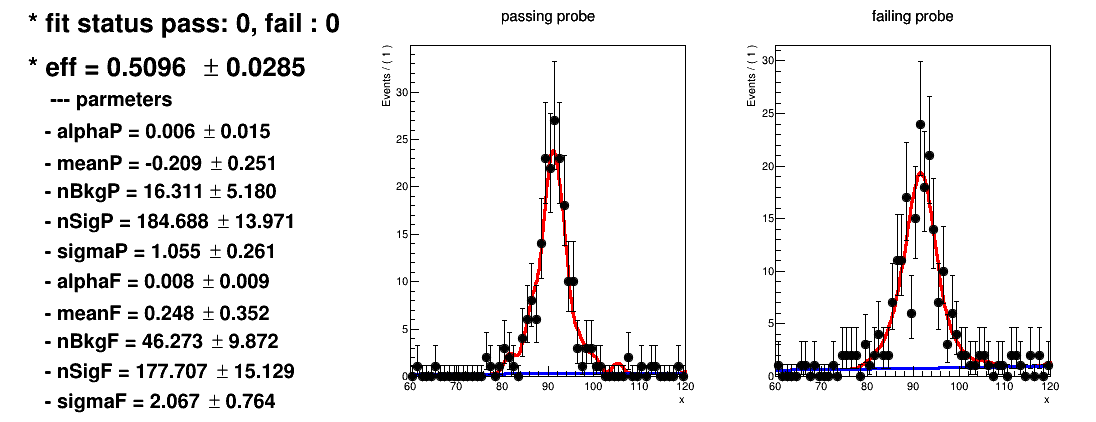 * fit status pass: 0, fail : 0
* eff = 0.5096 ± 0.0285
--- parmeters
- alphaP = 0.006 ± 0.015
- meanP = -0.209 ± 0.251
- nBkgP = 16.311 ± 5.180
- nSigP = 184.688 ± 13.971
- sigmaP = 1.055 ± 0.261
- alphaF = 0.008 ± 0.009
- meanF = 0.248 ± 0.352
- nBkgF = 46.273 ± 9.872
- nSigF = 177.707 ± 15.129
- sigmaF = 2.067 ± 0.764
passing probe
Events / ( 1 )
30
25
20
15
10
5
0
60 70 80 90 100 110 120
x
failing probe
Events / ( 1 )
30
25
20
15
10
5
0
60 70 80 90 100 110 120
x